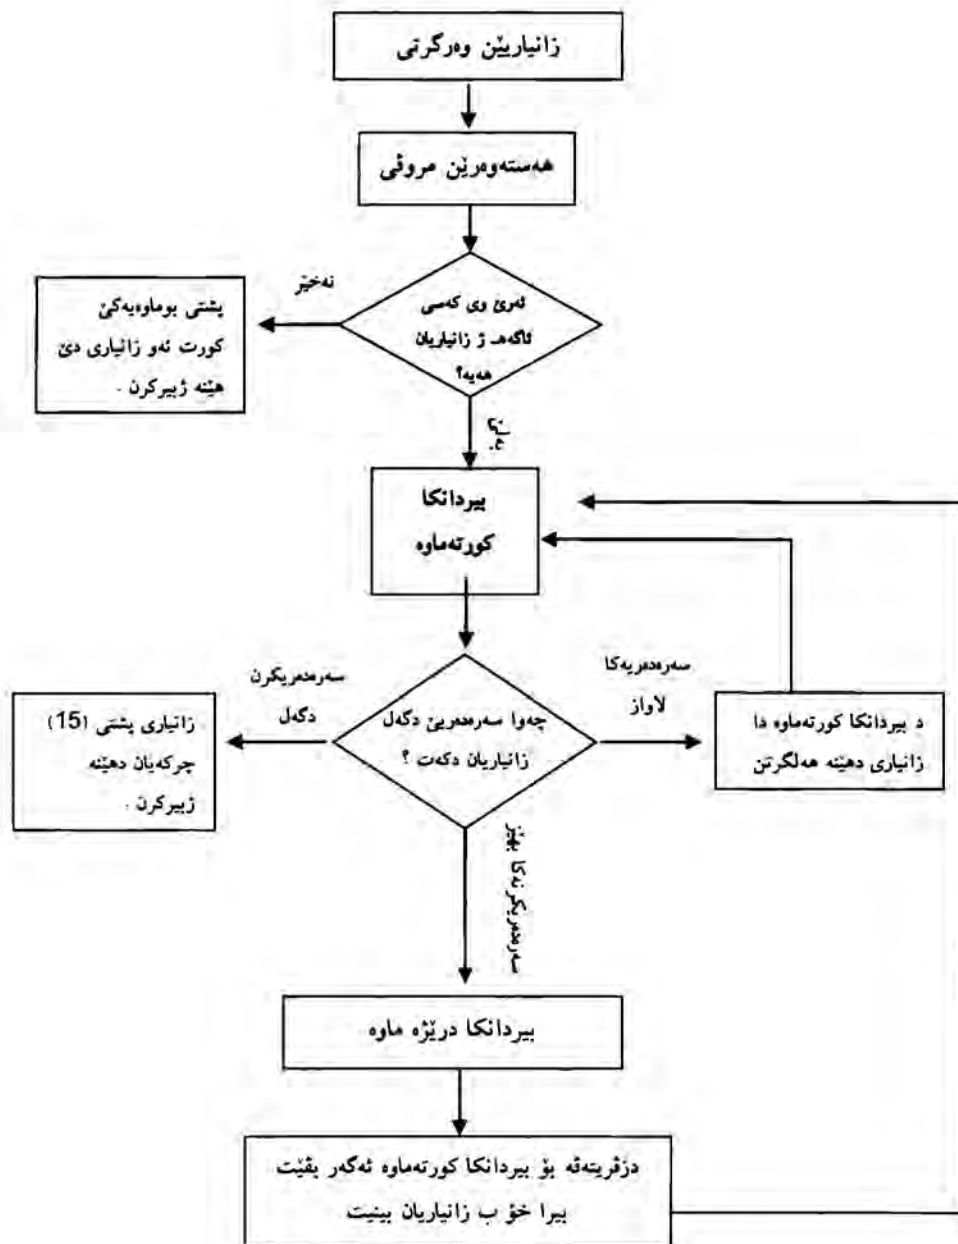 زانیاریێن وەرگرتی
هەستەوەرێن مروڤی
ئەرێ وی کەسی
ئاگەهـ ژ زانیاریان
هەیە؟
نەخێر
پشتی بوماوەیەکێ
کورت ئەو زانیاری دێ
هێنە ژبیرکرن .
بەلێ
بیردانکا
کورتەماوە
چەوا سەرەدەریێ دگەل
زانیاریان دکەت ؟
سەرەدەریەکا
لاواز
د بیردانکا کورتەماوە دا
زانیاری دهێنە هەلگرتن
سەرەدەریکرن
دگەل
زانیاری پشتی (15)
چرکەیان دهێنە
ژبیرکرن .
سەرەدەریکرنەکا بهێز
بیردانکا درێژە ماوە
دزڤریتەڤە بۆ بیردانکا کورتەماوە ئەگەر بڤێت
بیرا خۆ ب زانیاریان بینیت